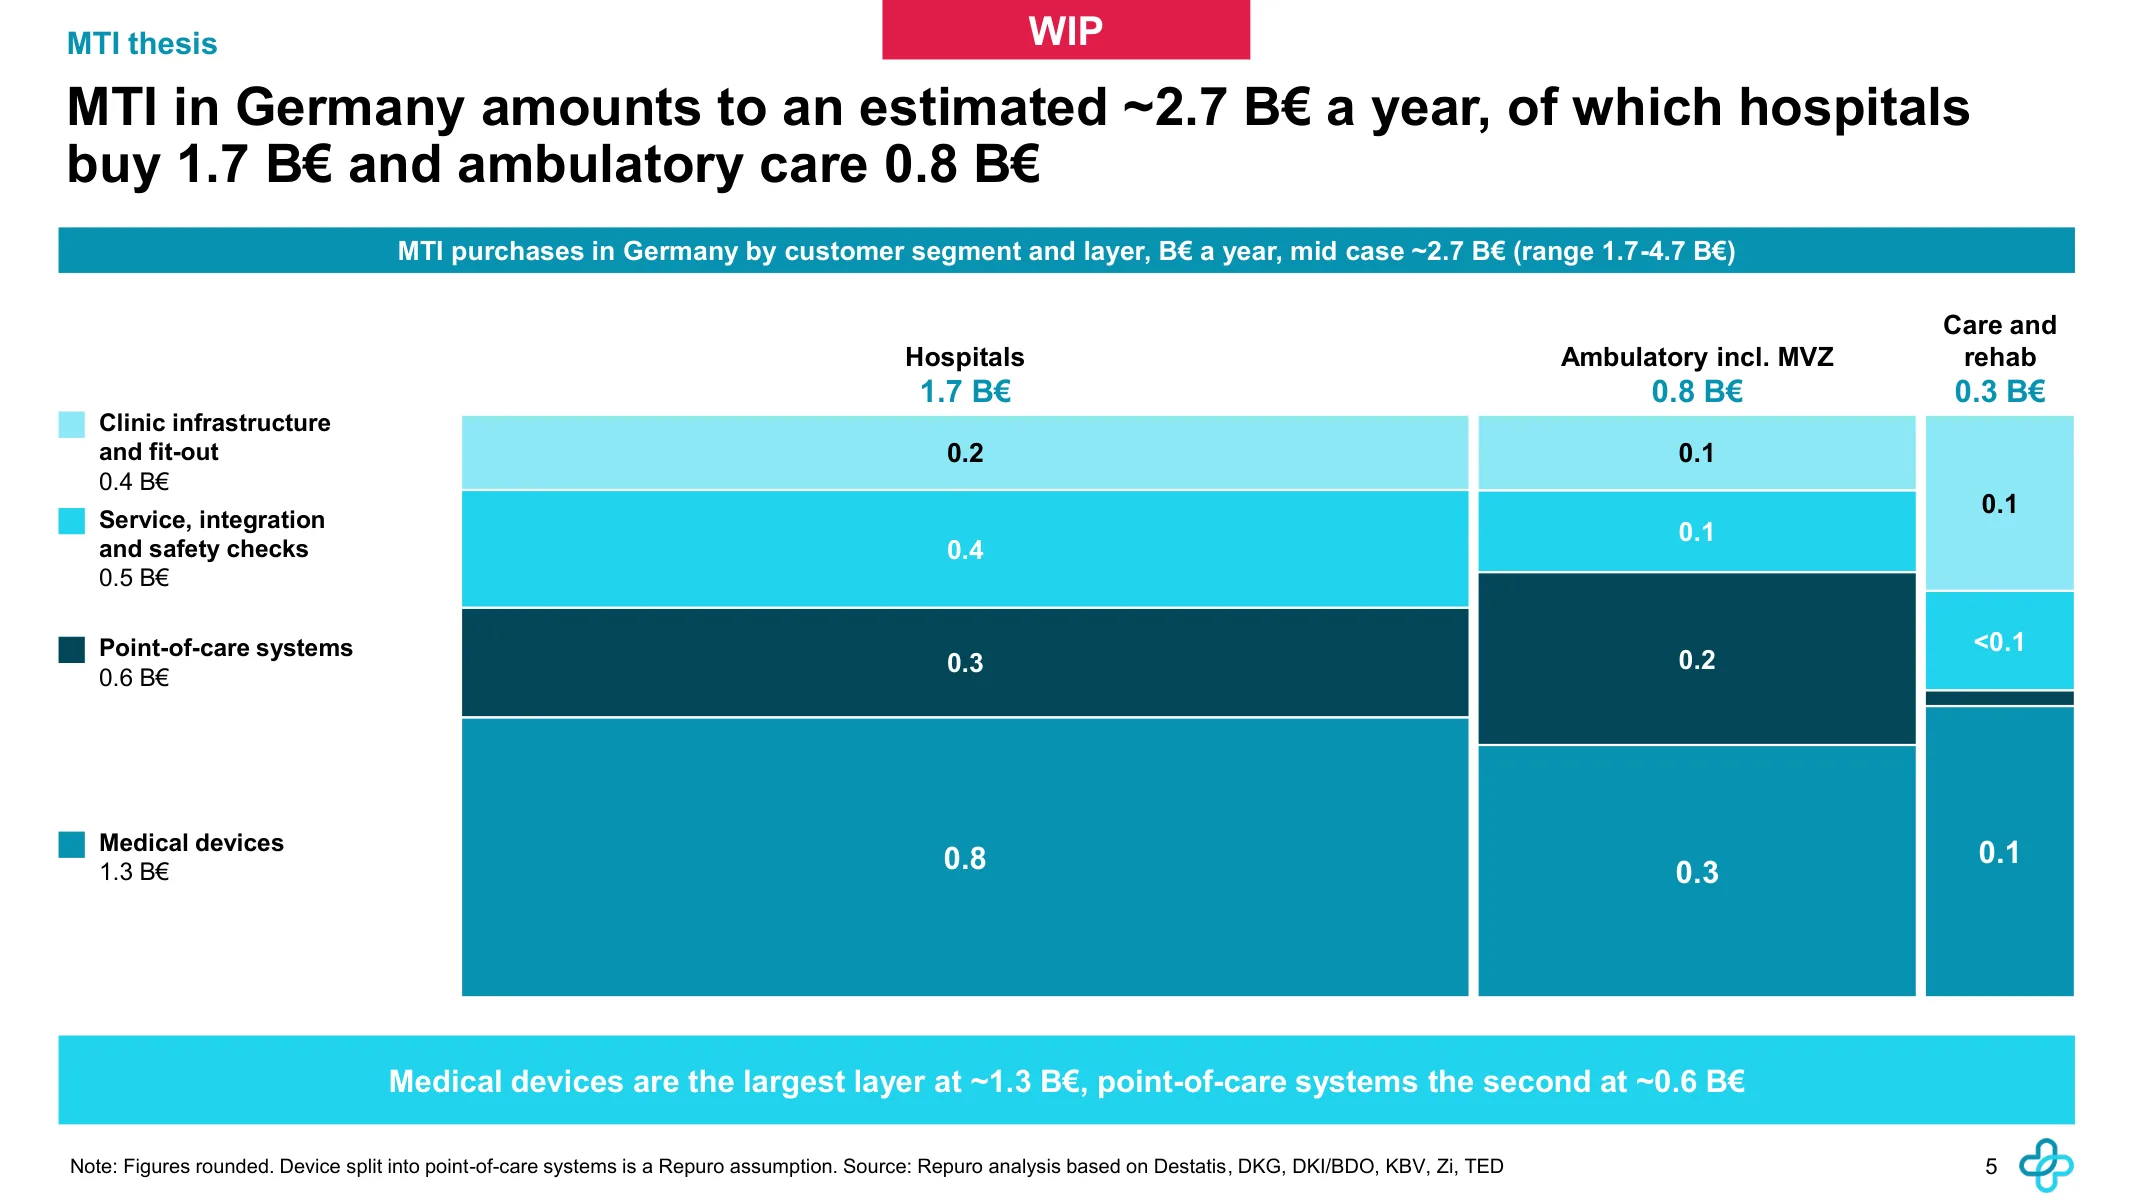 WIP
MTI thesis
MTI in Germany amounts to an estimated ~2.7 B€ a year, of which hospitals
buy 1.7 B€ and ambulatory care 0.8 B€
MTI purchases in Germany by customer segment and layer, B€ a year, mid case ~2.7 B€ (range 1.7-4.7 B€)
Hospitals
1.7 B€
Ambulatory incl. MVZ
0.8 B€
Care and
rehab
0.3 B€
Clinic infrastructure
and fit-out
0.4 B€
0.2
0.1
0.1
Service, integration
and safety checks
0.5 B€
0.4
0.1
<0.1
Point-of-care systems
0.6 B€
0.3
0.2
Medical devices
1.3 B€
0.8
0.3
0.1
Medical devices are the largest layer at ~1.3 B€, point-of-care systems the second at ~0.6 B€
Note: Figures rounded. Device split into point-of-care systems is a Repuro assumption. Source: Repuro analysis based on Destatis, DKG, DKI/BDO, KBV, Zi, TED
5